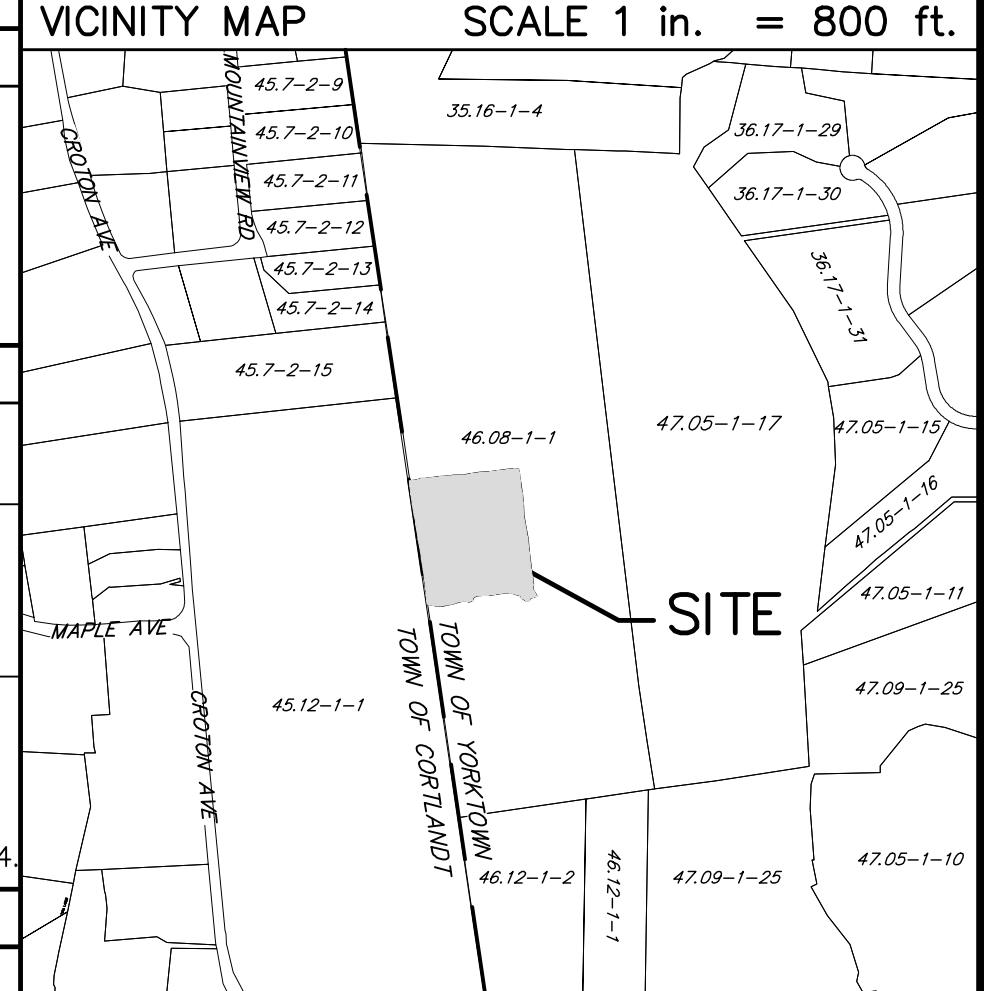 VICINITY MAP
SCALE 1 in. = 800 ft.
MOUNTAINVIEW RD
CROTON AVE
45.7-2-9
35.16-1-4
45.7-2-10
36.17-1-29
45.7-2-11
36.17-1-30
45.7-2-12
45.7-2-13
36.17-1-31
45.7-2-14
45.7-2-15
46.08-1-1
47.05-1-17
47.05-1-15
47.05-1-16
47.05-1-11
SITE
MAPLE AVE
TOWN OF YORKTOWN
TOWN OF CORTLANDT
45.12-1-1
47.09-1-25
CROTON AVE
4.
46.12-1-2
46.12-1-1
47.09-1-25
47.05-1-10